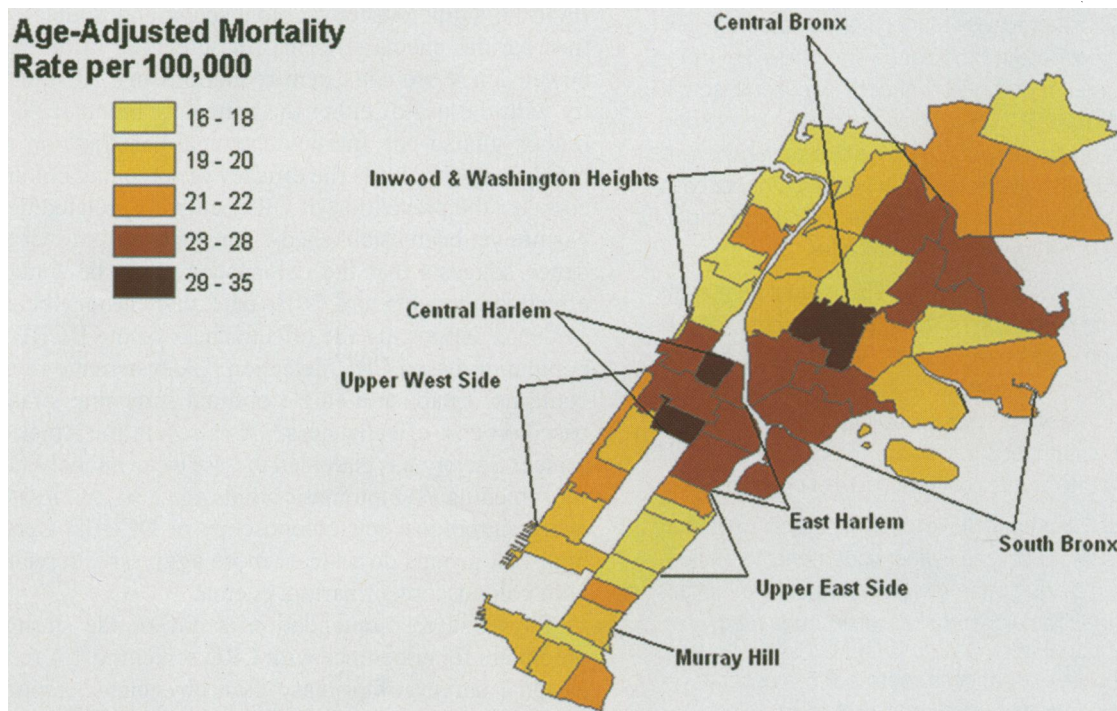 Age-Adjusted Mortality
Rate per 100,000
16 - 18
19 - 20
21 - 22
23 - 28
29 - 35
Central Bronx
Inwood & Washington Heights
Central Harlem
Upper West Side
East Harlem
South Bronx
Upper East Side
Murray Hill